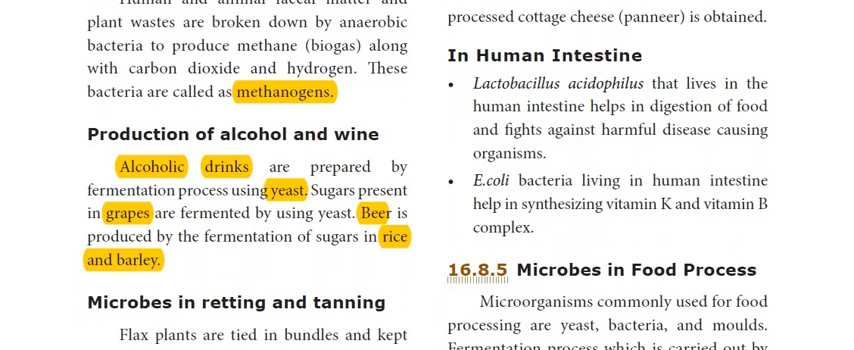 Human and animal faecal matter and
plant wastes are broken down by anaerobic
bacteria to produce methane (biogas) along
with carbon dioxide and hydrogen. These
bacteria are called as methanogens.
Production of alcohol and wine
Alcoholic drinks are prepared by
fermentation process using yeast. Sugars present
in grapes are fermented by using yeast. Beer is
produced by the fermentation of sugars in rice
and barley.
Microbes in retting and tanning
Flax plants are tied in bundles and kept
processed cottage cheese (panneer) is obtained.
In Human Intestine
• Lactobacillus acidophilus that lives in the
human intestine helps in digestion of food
and fights against harmful disease causing
organisms.
• E.coli bacteria living in human intestine
help in synthesizing vitamin K and vitamin B
complex.
16.8.5 Microbes in Food Process
Microorganisms commonly used for food
processing are yeast, bacteria, and moulds.
Fermentation process which is carried out by